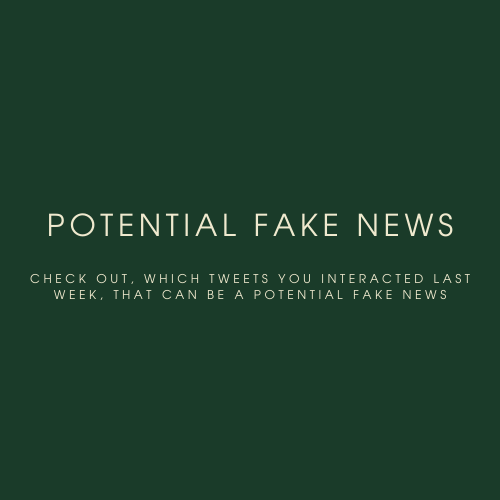 POTENTIAL FAKE NEWS
CHECK OUT, WHICH TWEETS YOU INTERACTED LAST
WEEK, THAT CAN BE A POTENTIAL FAKE NEWS